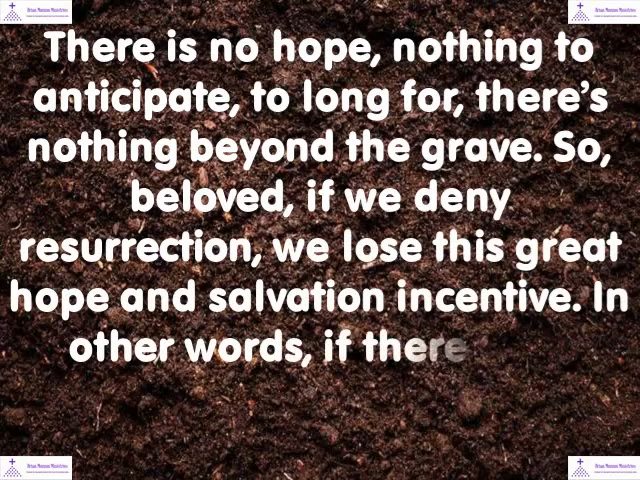 There is no hope, nothing to
anticipate, to long for, there's
nothing beyond the grave. So,
beloved, if we deny
resurrection, we lose this great
hope and salvation incentive. In
other words, if there